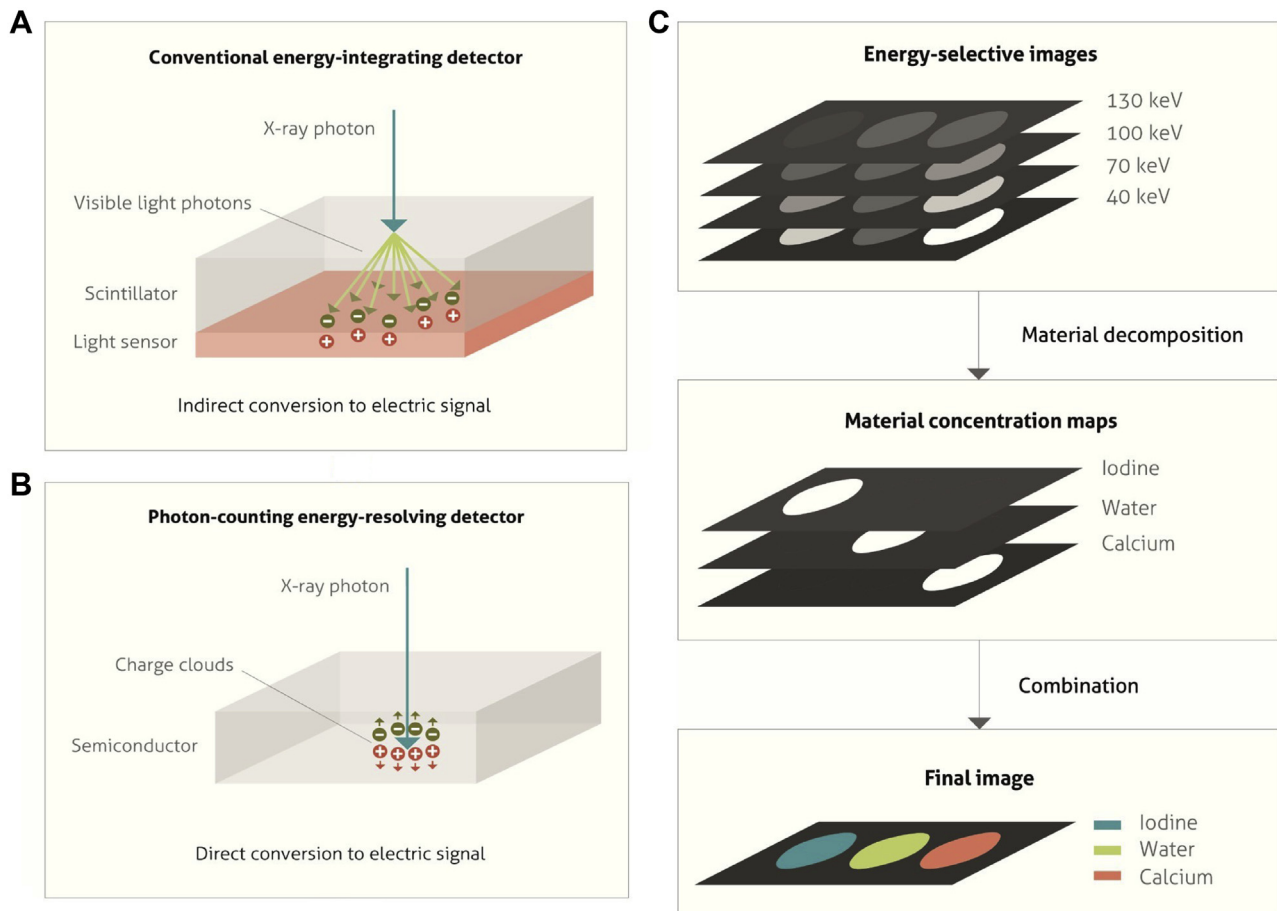 A
Conventional energy-integrating detector
X-ray photon
Visible light photons
Scintillator
Light sensor
Indirect conversion to electric signal
B
Photon-counting energy-resolving detector
X-ray photon
Charge clouds
Semiconductor
Direct conversion to electric signal
C
Energy-selective images
130 keV
100 keV
70 keV
40 keV
Material decomposition
Material concentration maps
Iodine
Water
Calcium
Combination
Final image
Iodine
Water
Calcium